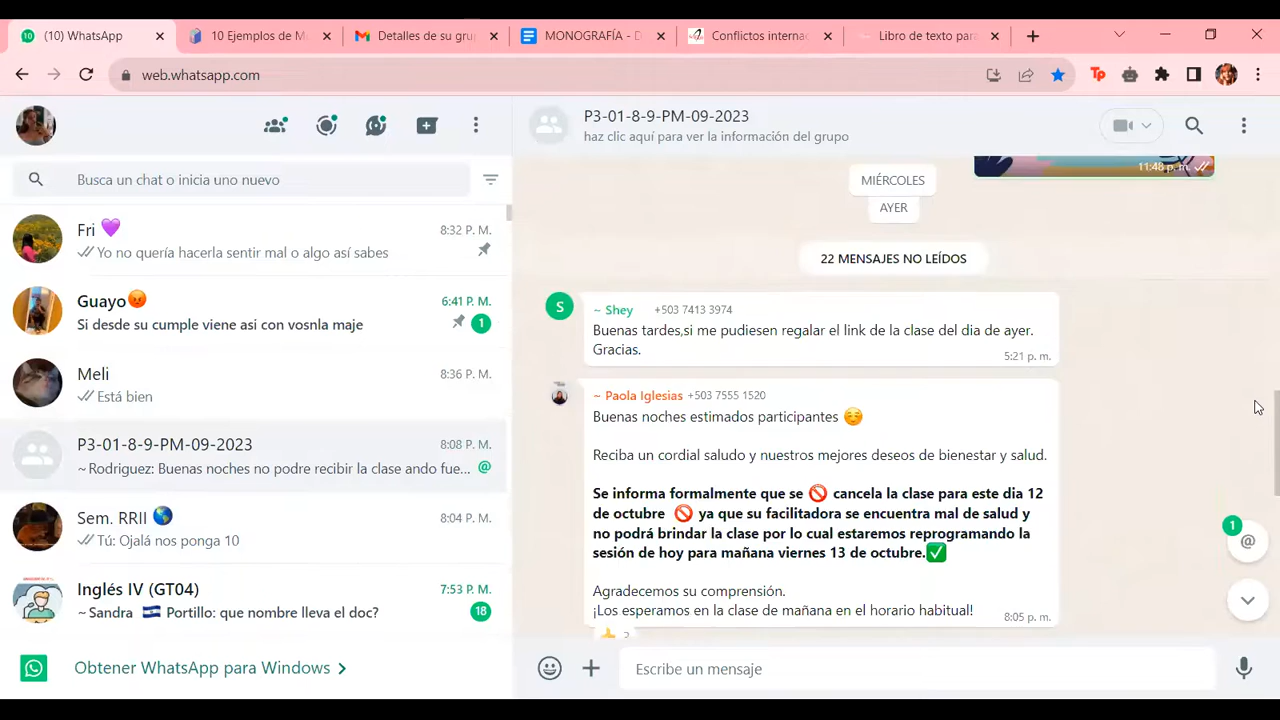 (10) WhatsApp
10 Ejemplos de M
Detalles de su gru
MONOGRAFÍA - D
Conflictos internac
Libro de texto para
web.whatsapp.com
Tp
P3-01-8-9-PM-09-2023
haz clic aquí para ver la información del grupo
Busca un chat o inicia uno nuevo
Fri 💜 8:32 P. M.
Yo no quería hacerla sentir mal o algo así sabes
Guayo😡 6:41 P. M.
Si desde su cumple viene asi con vosnla maje 1
Meli 8:36 P. M.
Está bien
P3-01-8-9-PM-09-2023 8:08 P. M.
~Rodriguez: Buenas noches no podre recibir la clase ando fue... @
Sem. RRII 🌎 8:04 P. M.
Tú: Ojalá nos ponga 10
Inglés IV (GT04) 7:53 P. M.
~Sandra 🇸🇻 Portillo: que nombre lleva el doc? 18
Obtener WhatsApp para Windows
11:48 p. m.
MIÉRCOLES
AYER
22 MENSAJES NO LEÍDOS
S
~ Shey +503 7413 3974
Buenas tardes,si me pudiesen regalar el link de la clase del dia de ayer.
Gracias.
5:21 p. m.
~ Paola Iglesias +503 7555 1520
Buenas noches estimados participantes ☺️
Reciba un cordial saludo y nuestros mejores deseos de bienestar y salud.
Se informa formalmente que se 🚫 cancela la clase para este dia 12
de octubre 🚫 ya que su facilitadora se encuentra mal de salud y
no podrá brindar la clase por lo cual estaremos reprogramando la
sesión de hoy para mañana viernes 13 de octubre.✅
Agradecemos su comprensión.
¡Los esperamos en la clase de mañana en el horario habitual!
8:05 p. m.
1
@
Escribe un mensaje